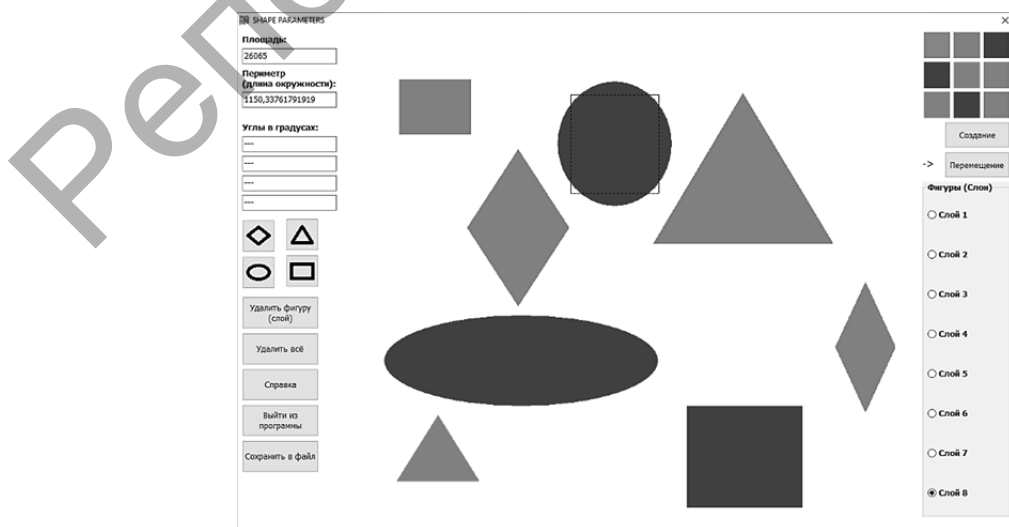 Репо
SHAPE PARAMETERS
Площадь:
26065
Периметр
(длина окружности):
1150,33761791919
Углы в градусах:
---
---
---
---
Удалить фигуру
(слой)
Удалить всё
Справка
Выйти из
программы
Сохранить в файл
Создание
-> Перемещение
Фигуры (Слои)
Слой 1
Слой 2
Слой 3
Слой 4
Слой 5
Слой 6
Слой 7
Слой 8